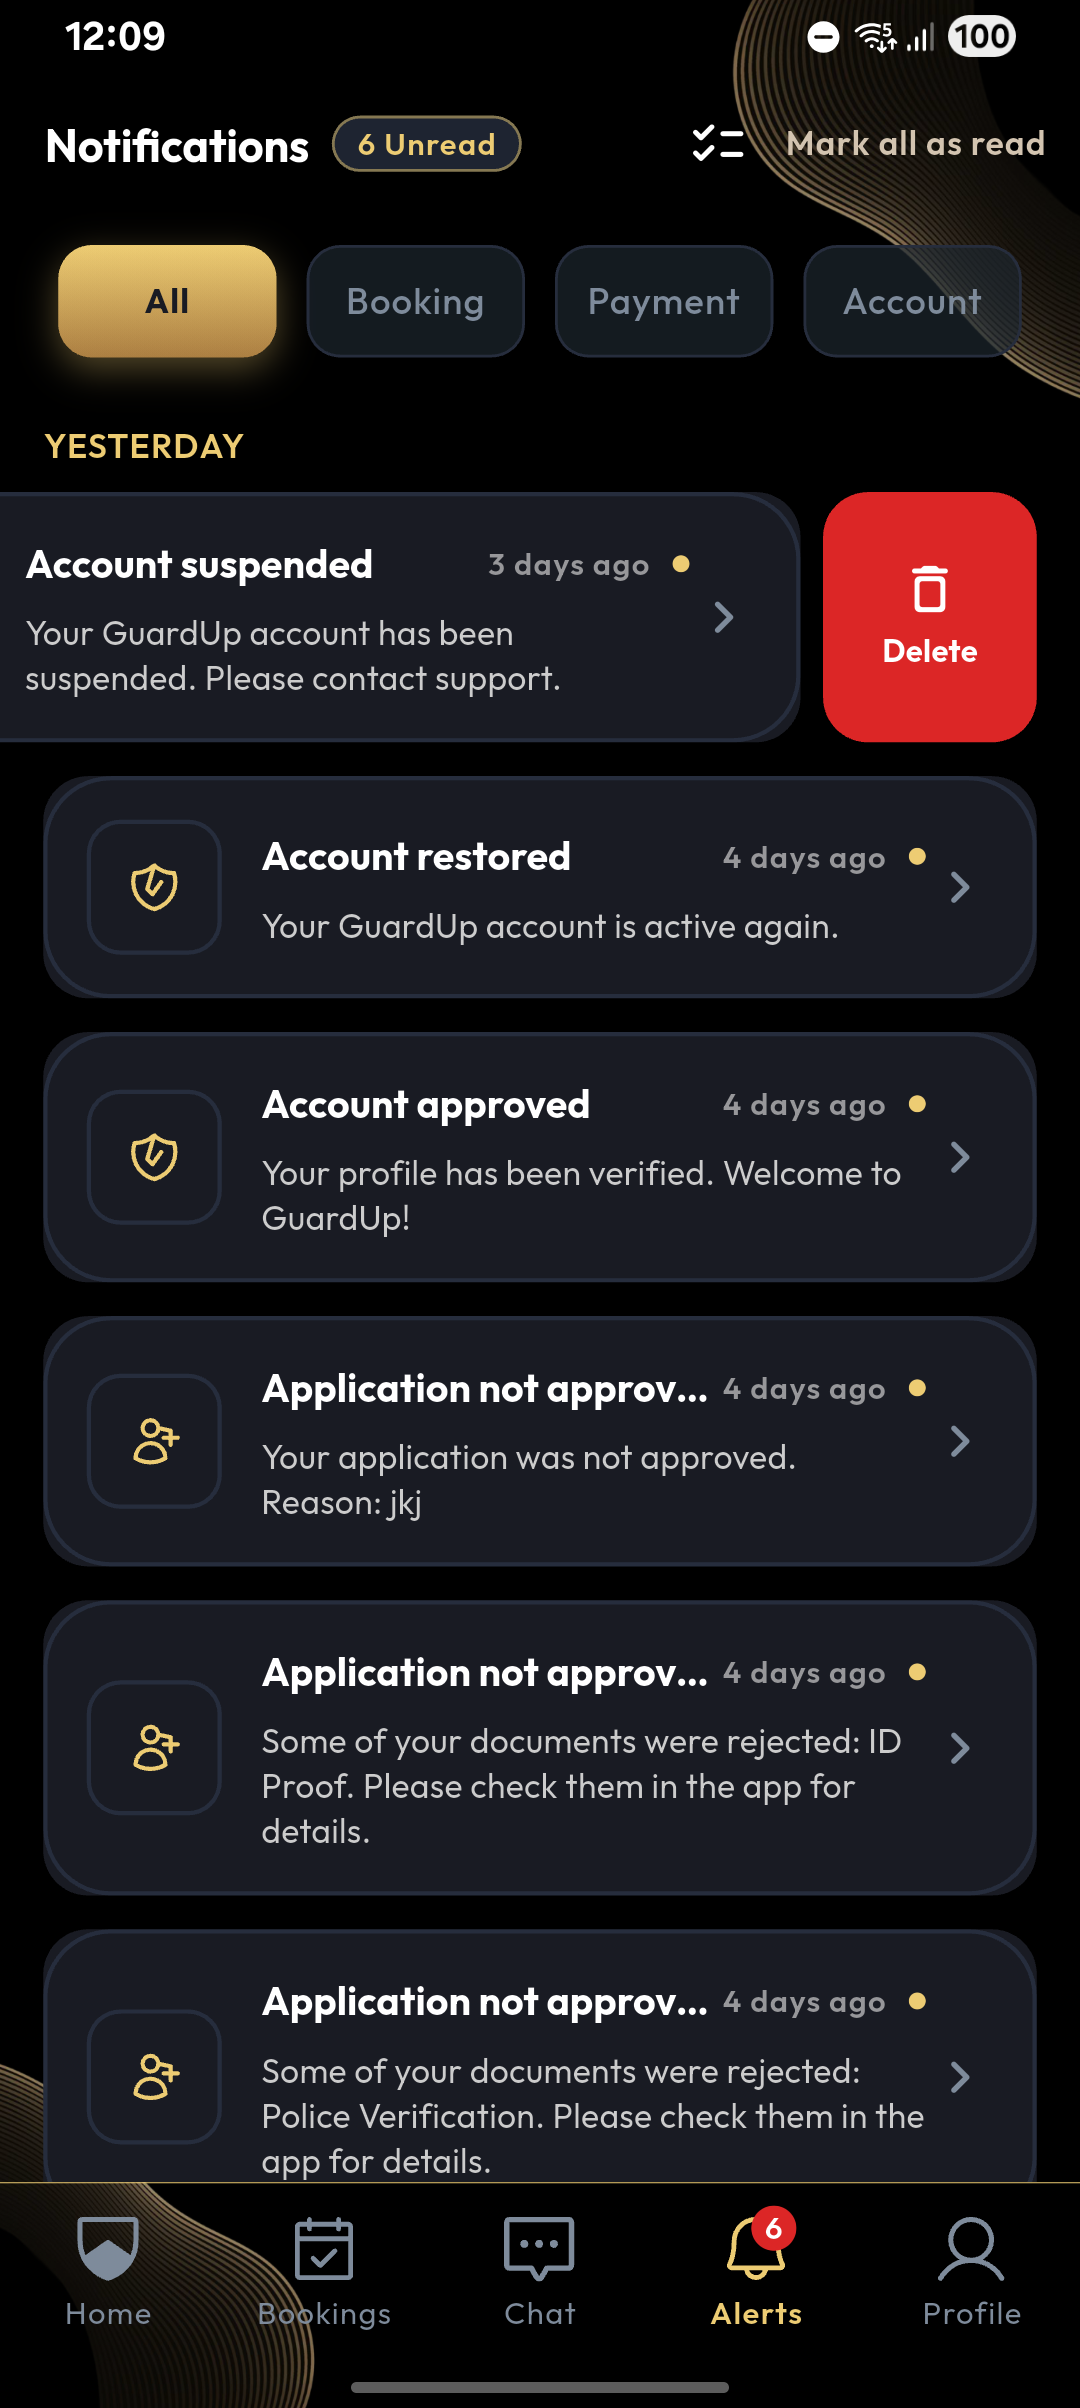 12:09
5
100
Notifications
6 Unread
Mark all as read
All
Booking
Payment
Account
YESTERDAY
Account suspended
3 days ago
Your GuardUp account has been
suspended. Please contact support.
Delete
Account restored
4 days ago
Your GuardUp account is active again.
Account approved
4 days ago
Your profile has been verified. Welcome to
GuardUp!
Application not approv...
4 days ago
Your application was not approved.
Reason: jkj
Application not approv...
4 days ago
Some of your documents were rejected: ID
Proof. Please check them in the app for
details.
Application not approv...
4 days ago
Some of your documents were rejected:
Police Verification. Please check them in the
app for details.
6
Home
Bookings
Chat
Alerts
Profile